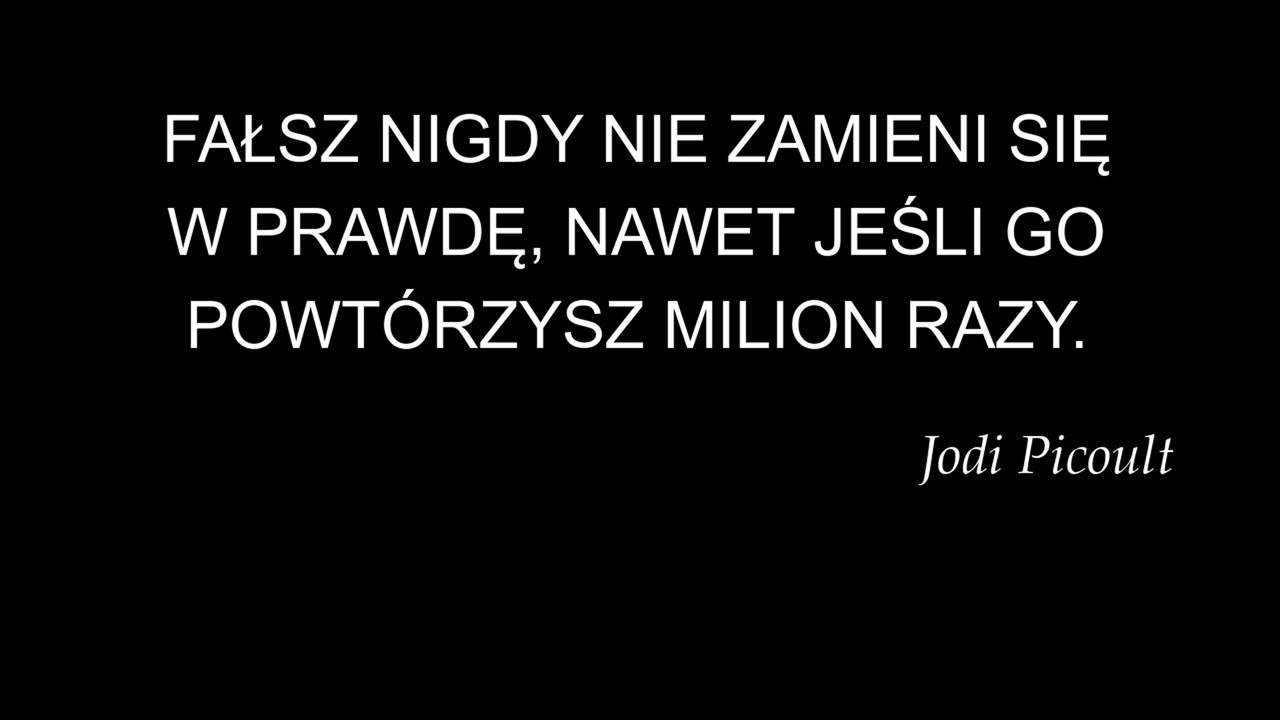 FAŁSZ NIGDY NIE ZAMIENI SIĘ
W PRAWDĘ, NAWET JEŚLI GO
POWTÓRZYSZ MILION RAZY.
Jodi Picoult